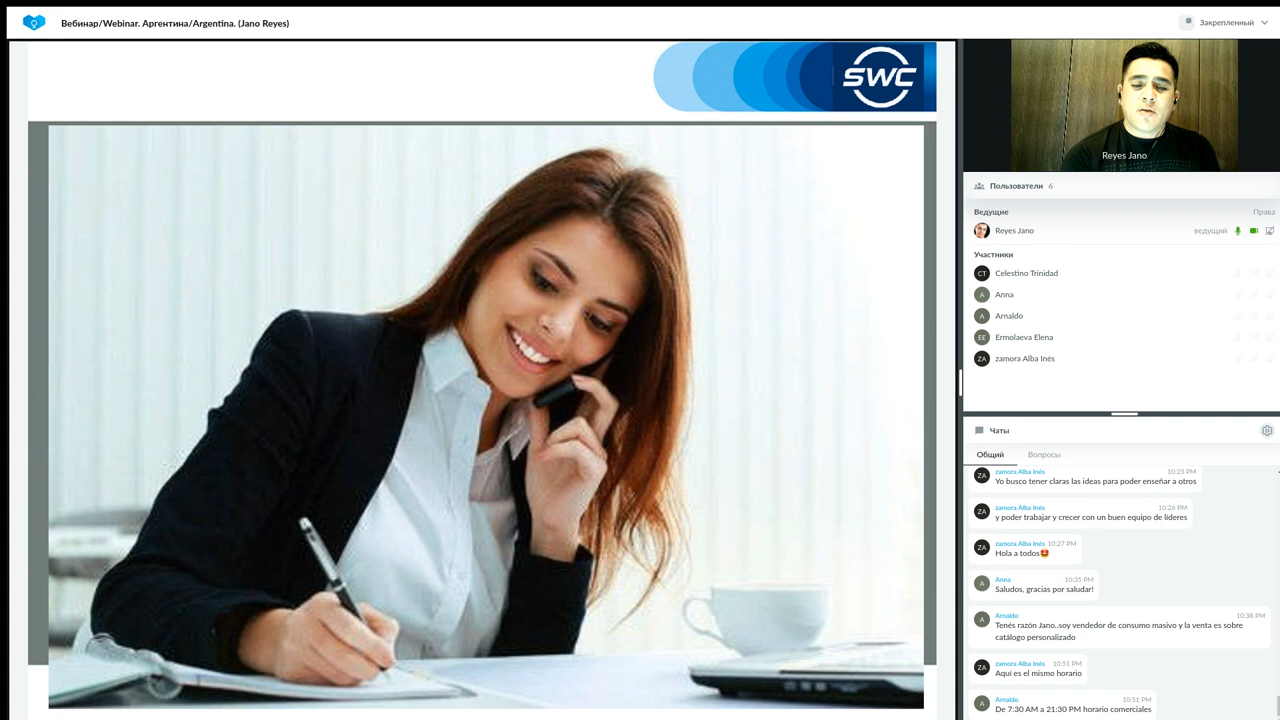 Вебинар/Webinar. Аргентина/Argentina. (Jano Reyes)
Закрепленный
SWC
Reyes Jano
Пользователи 6
Ведущие Права
Reyes Jano ведущий
Участники
CT Celestino Trinidad
A Anna
A Arnaldo
EE Ermolaeva Elena
ZA zamora Alba Inés
Чаты
Общий Вопросы
zamora Alba Inés 10:25 PM
ZA Yo busco tener claras las ideas para poder enseñar a otros
zamora Alba Inés 10:26 PM
ZA y poder trabajar y crecer con un buen equipo de líderes
zamora Alba Inés 10:27 PM
ZA Hola a todos🤩
Anna 10:35 PM
A Saludos, gracias por saludar!
Arnaldo 10:38 PM
A Tenés razón Jano..soy vendedor de consumo masivo y la venta es sobre
catálogo personalizado
zamora Alba Inés 10:51 PM
ZA Aquí es el mismo horario
Arnaldo 10:51 PM
A De 7:30 AM a 21:30 PM horario comerciales